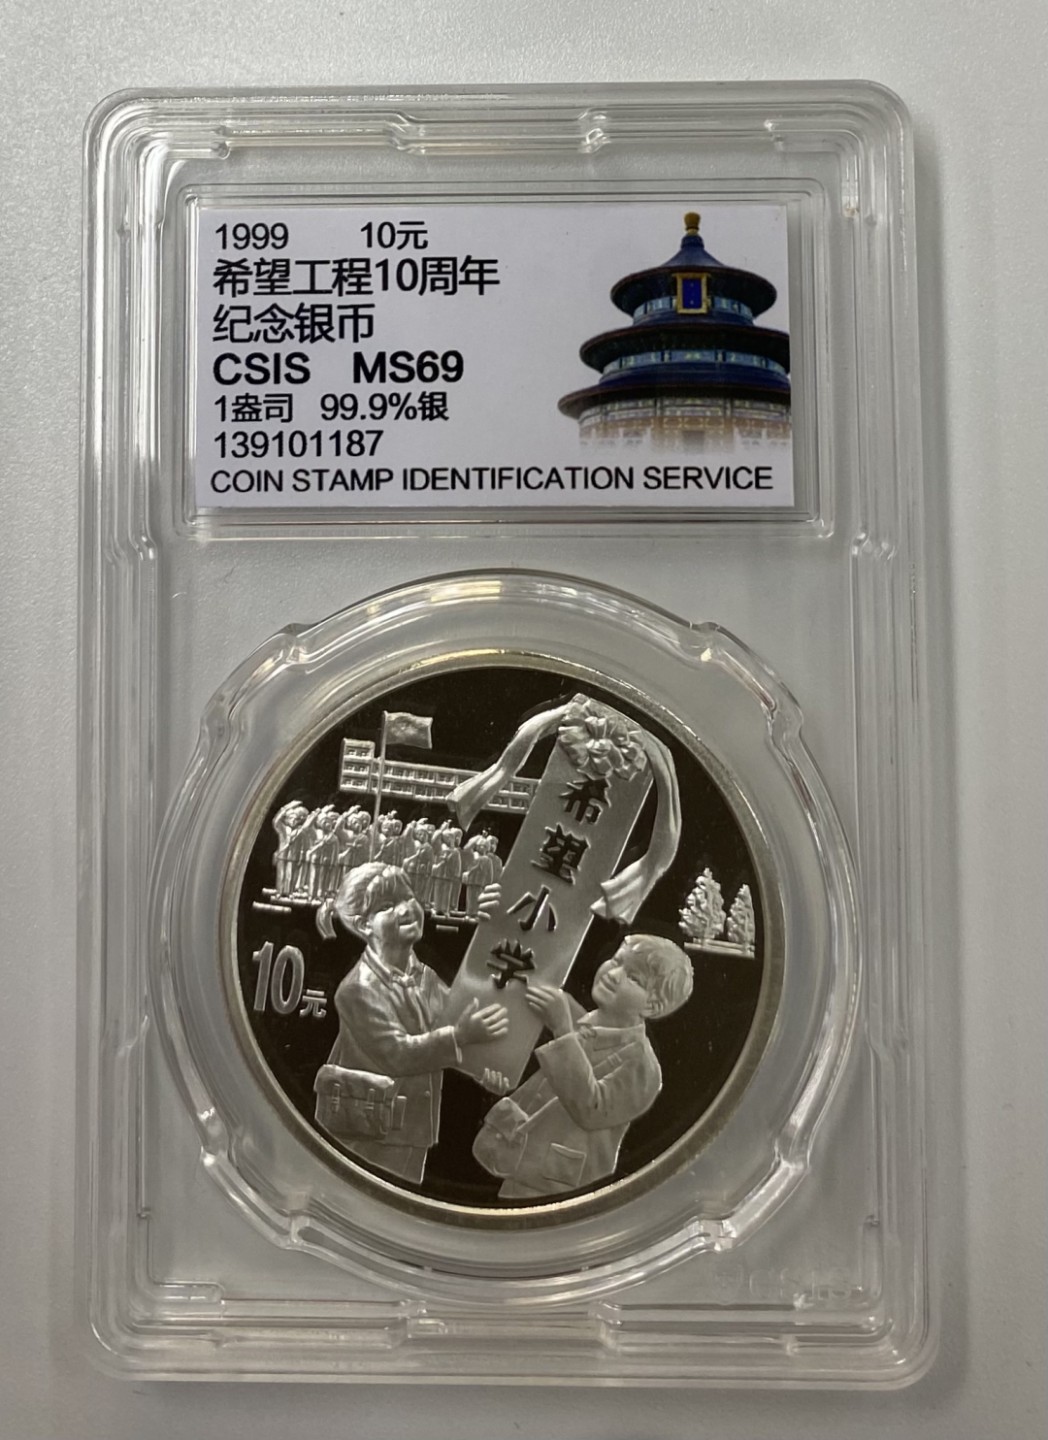 1999 10元
希望工程10周年
纪念银币
CSIS MS69
1盎司 99.9%银
139101187
COIN STAMP IDENTIFICATION SERVICE
希望小学
10元